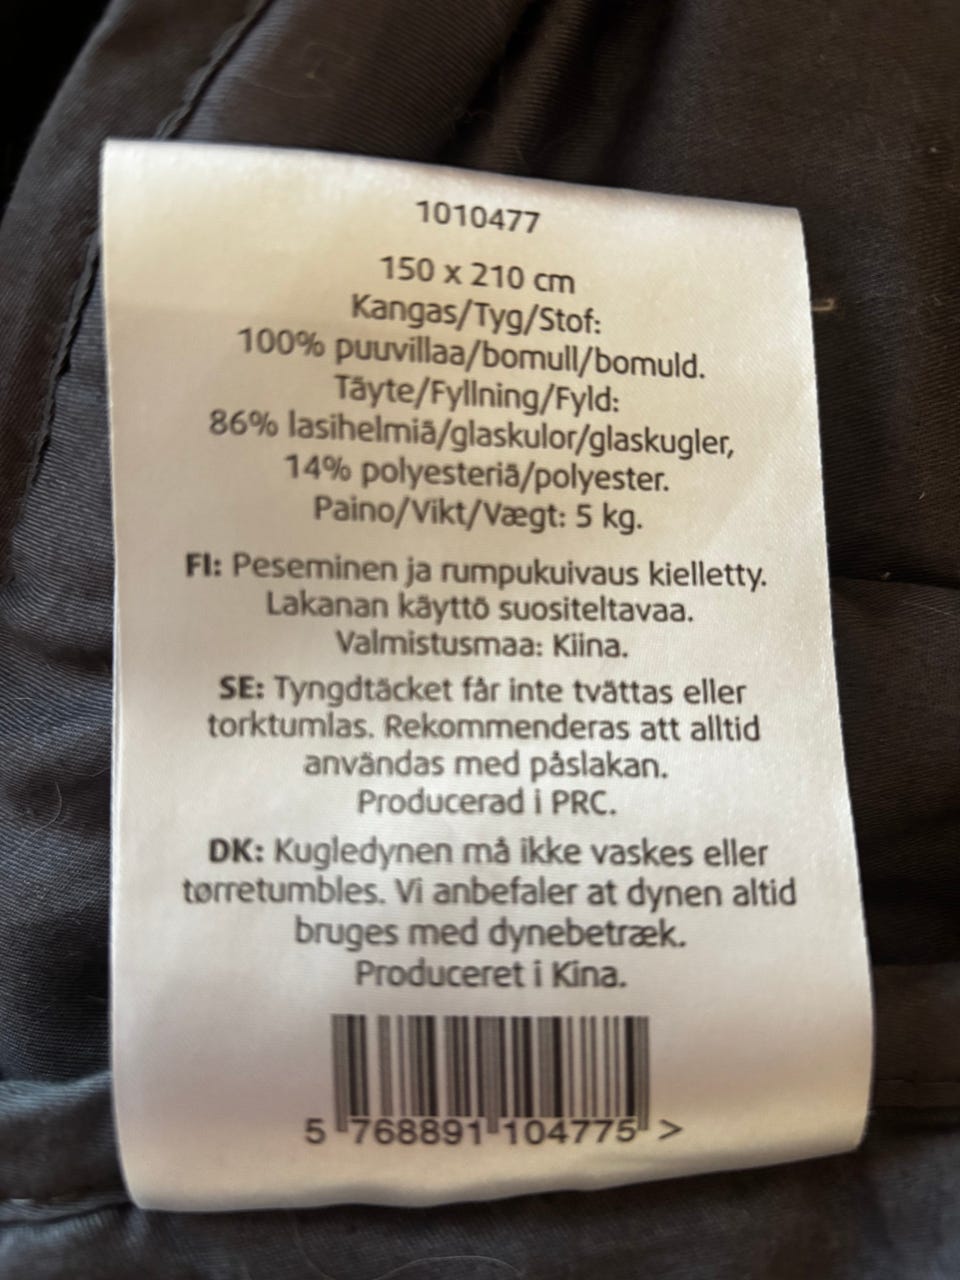 1010477
150 x 210 cm
Kangas/Tyg/Stof:
100% puuvillaa/bomull/bomuld.
Täyte/Fyllning/Fyld:
86% lasihelmiä/glaskulor/glaskugler,
14% polyesteriä/polyester.
Paino/Vikt/Vægt: 5 kg.
FI: Peseminen ja rumpukuivaus kielletty.
Lakanan käyttö suositeltavaa.
Valmistusmaa: Kiina.
SE: Tyngdtäcket får inte tvättas eller
torktumlas. Rekommenderas att alltid
användas med påslakan.
Producerad i PRC.
DK: Kugledynen må ikke vaskes eller
tørretumbles. Vi anbefaler at dynen altid
bruges med dynebetræk.
Produceret i Kina.
5 768891 104775 >